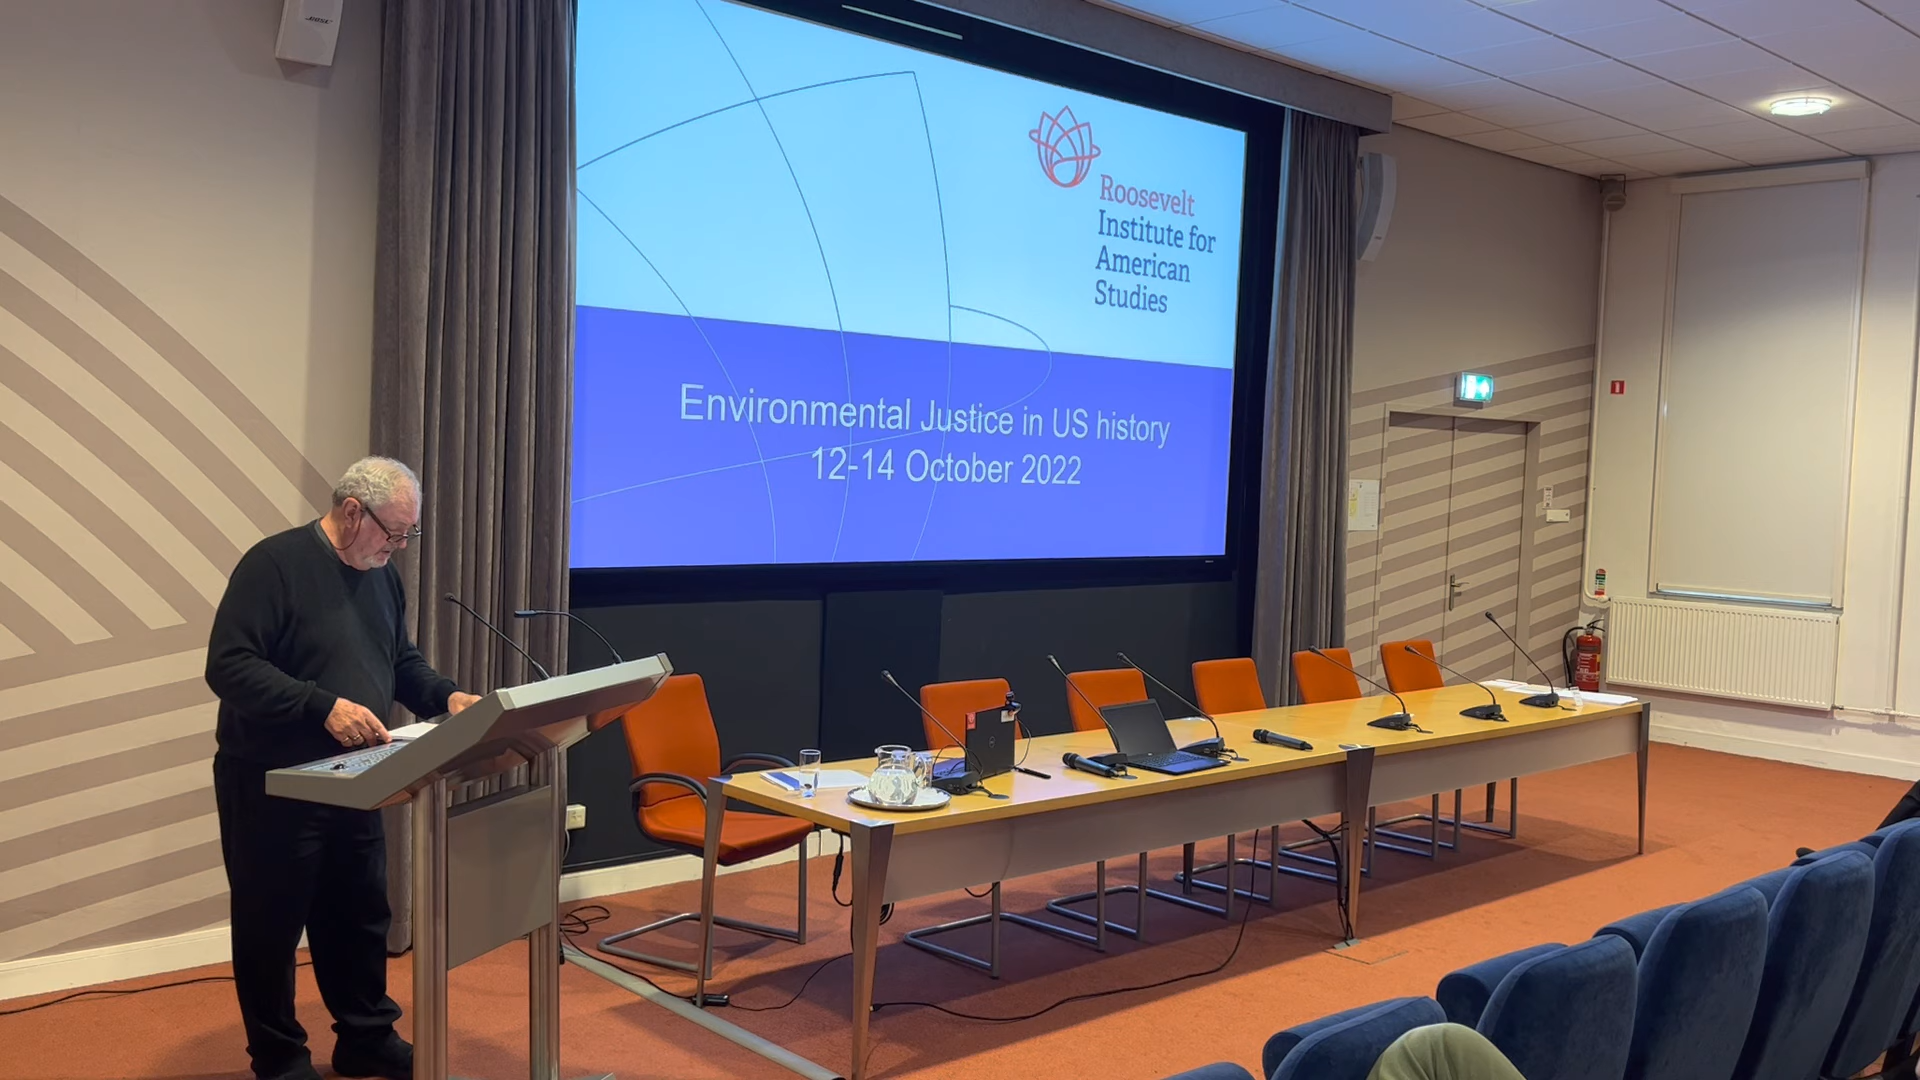 BOSE
Roosevelt
Institute for
American
Studies
Environmental Justice in US history
12-14 October 2022